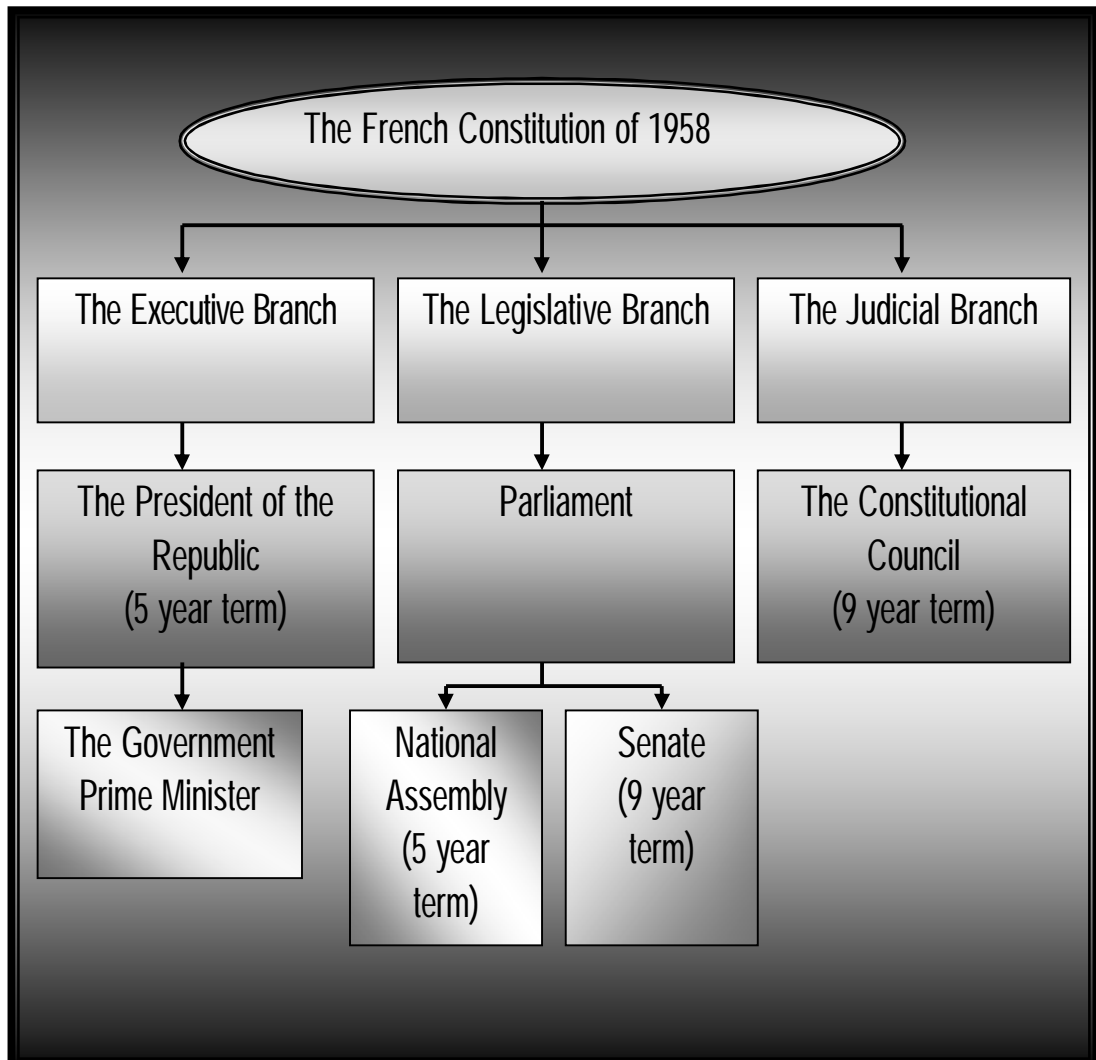 The French Constitution of 1958
The Executive Branch
The Legislative Branch
The Judicial Branch
The President of the
Republic
(5 year term)
Parliament
The Constitutional
Council
(9 year term)
The Government
Prime Minister
National
Assembly
(5 year
term)
Senate
(9 year
term)